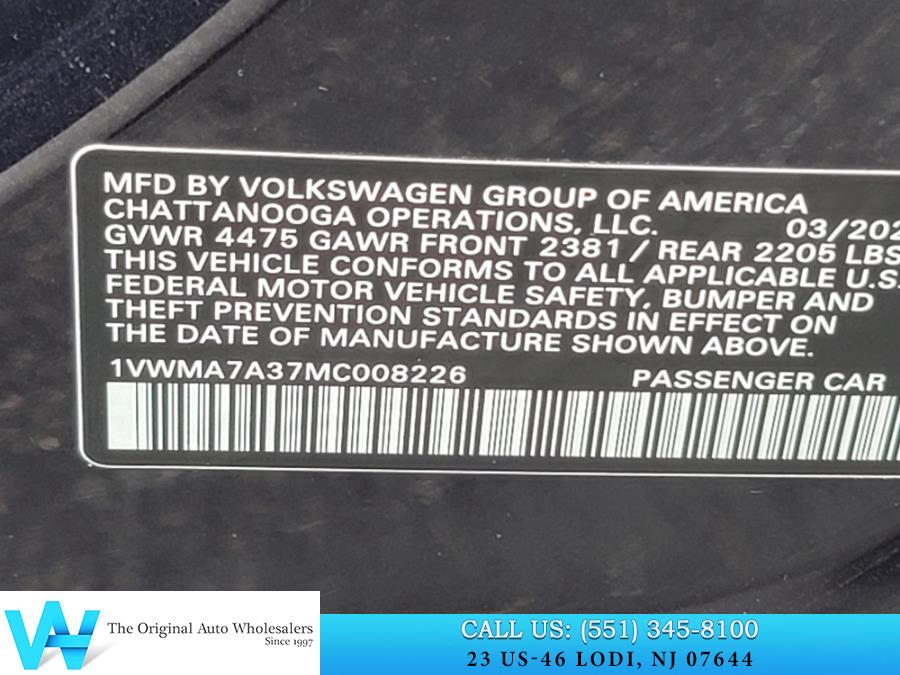 MFD BY VOLKSWAGEN GROUP OF AMERICA
CHATTANOOGA OPERATIONS, LLC. 03/202
GVWR 4475 GAWR FRONT 2381 / REAR 2205 LBS
THIS VEHICLE CONFORMS TO ALL APPLICABLE U.S.
FEDERAL MOTOR VEHICLE SAFETY, BUMPER AND
THEFT PREVENTION STANDARDS IN EFFECT ON
THE DATE OF MANUFACTURE SHOWN ABOVE.
1VWMA7A37MC008226 PASSENGER CAR
The Original Auto Wholesalers
Since 1997
CALL US: (551) 345-8100
23 US-46 LODI, NJ 07644